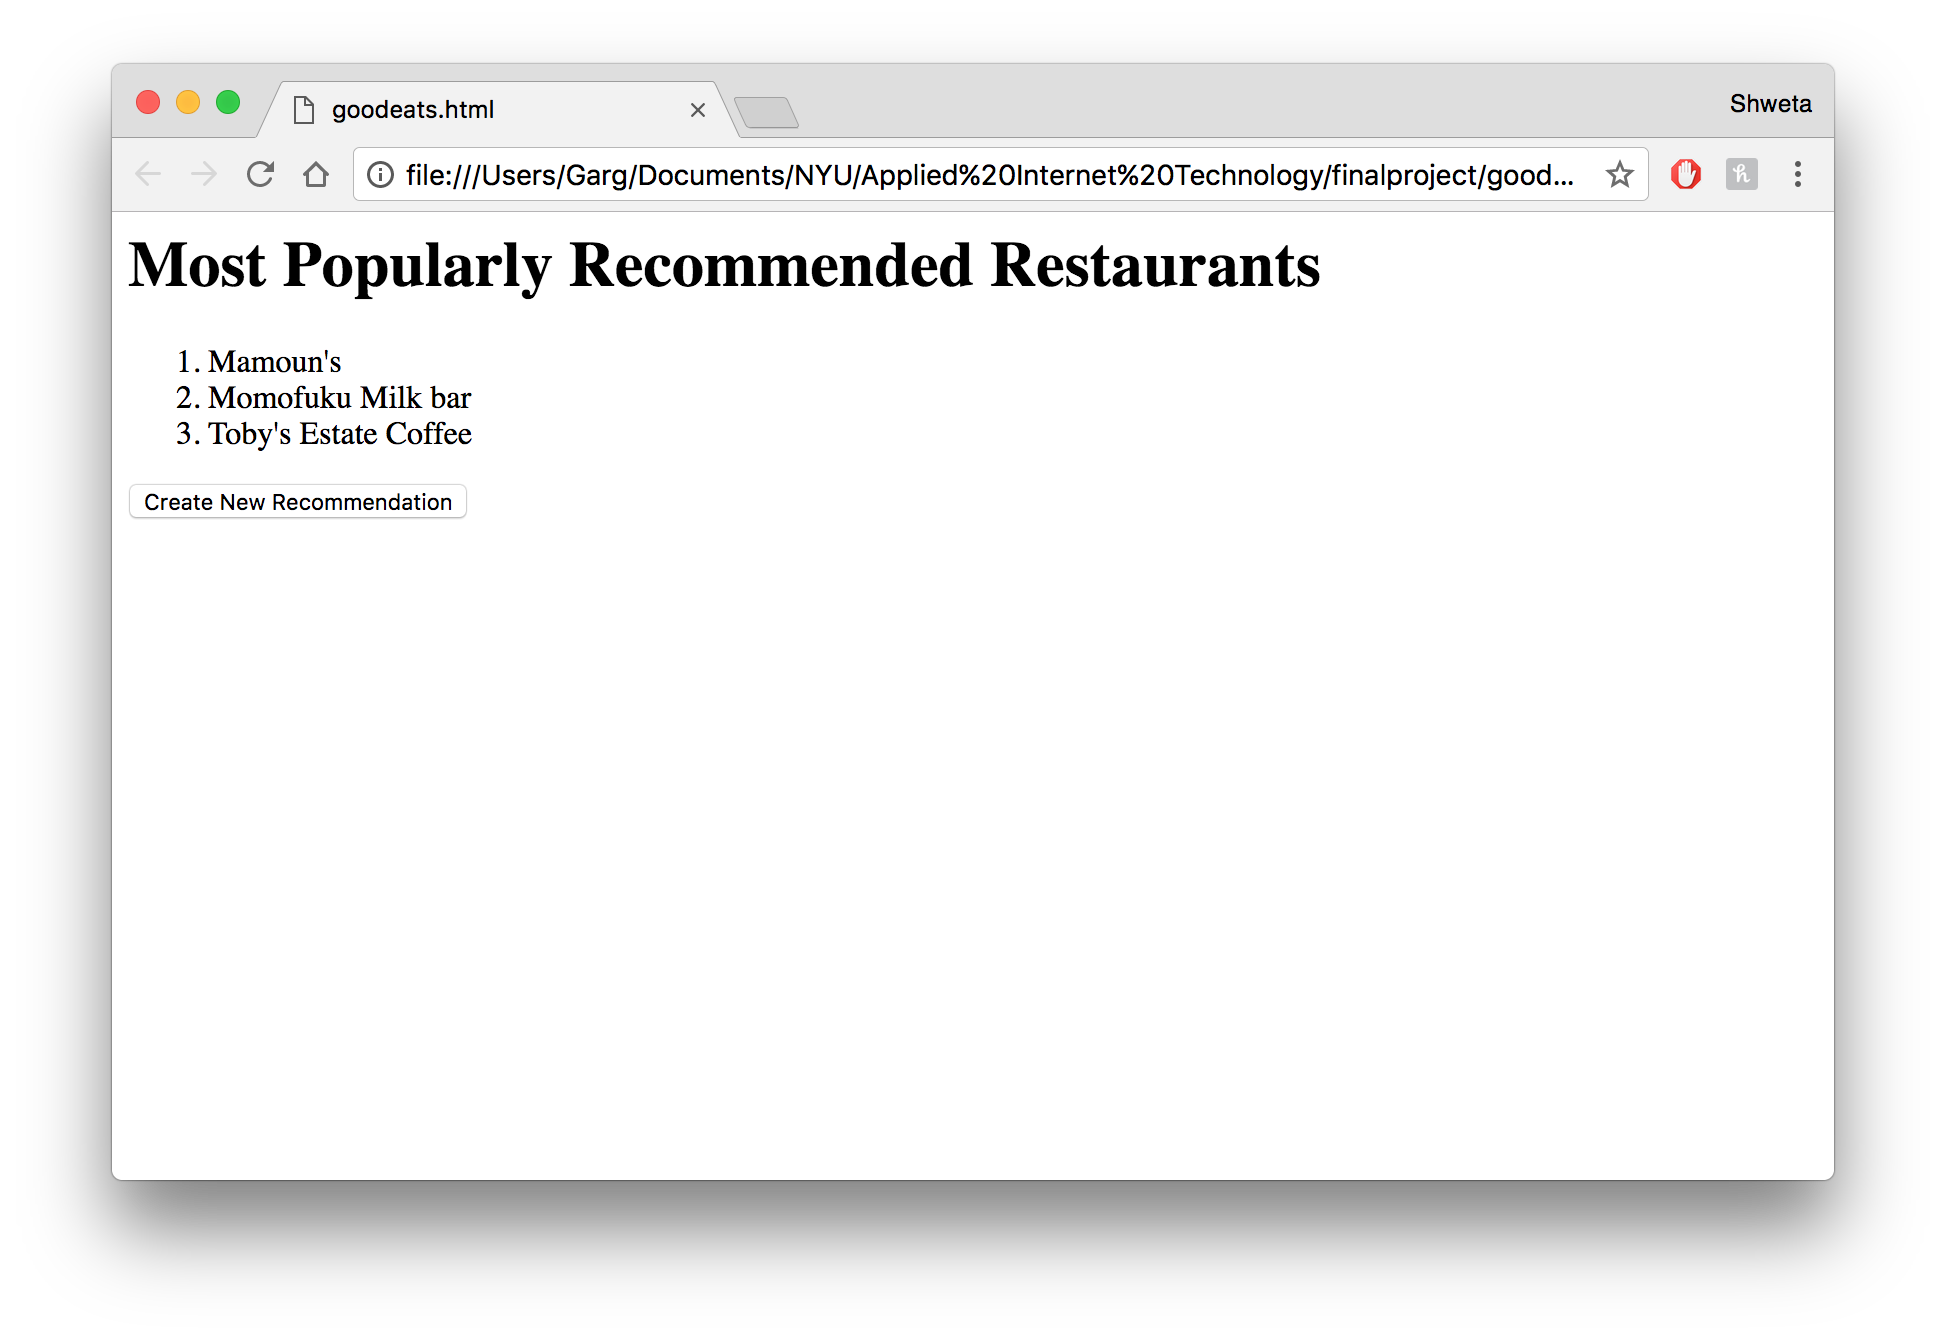 goodeats.html
Shweta
file:///Users/Garg/Documents/NYU/Applied%20Internet%20Technology/finalproject/good...
Most Popularly Recommended Restaurants
1. Mamoun's
2. Momofuku Milk bar
3. Toby's Estate Coffee
Create New Recommendation